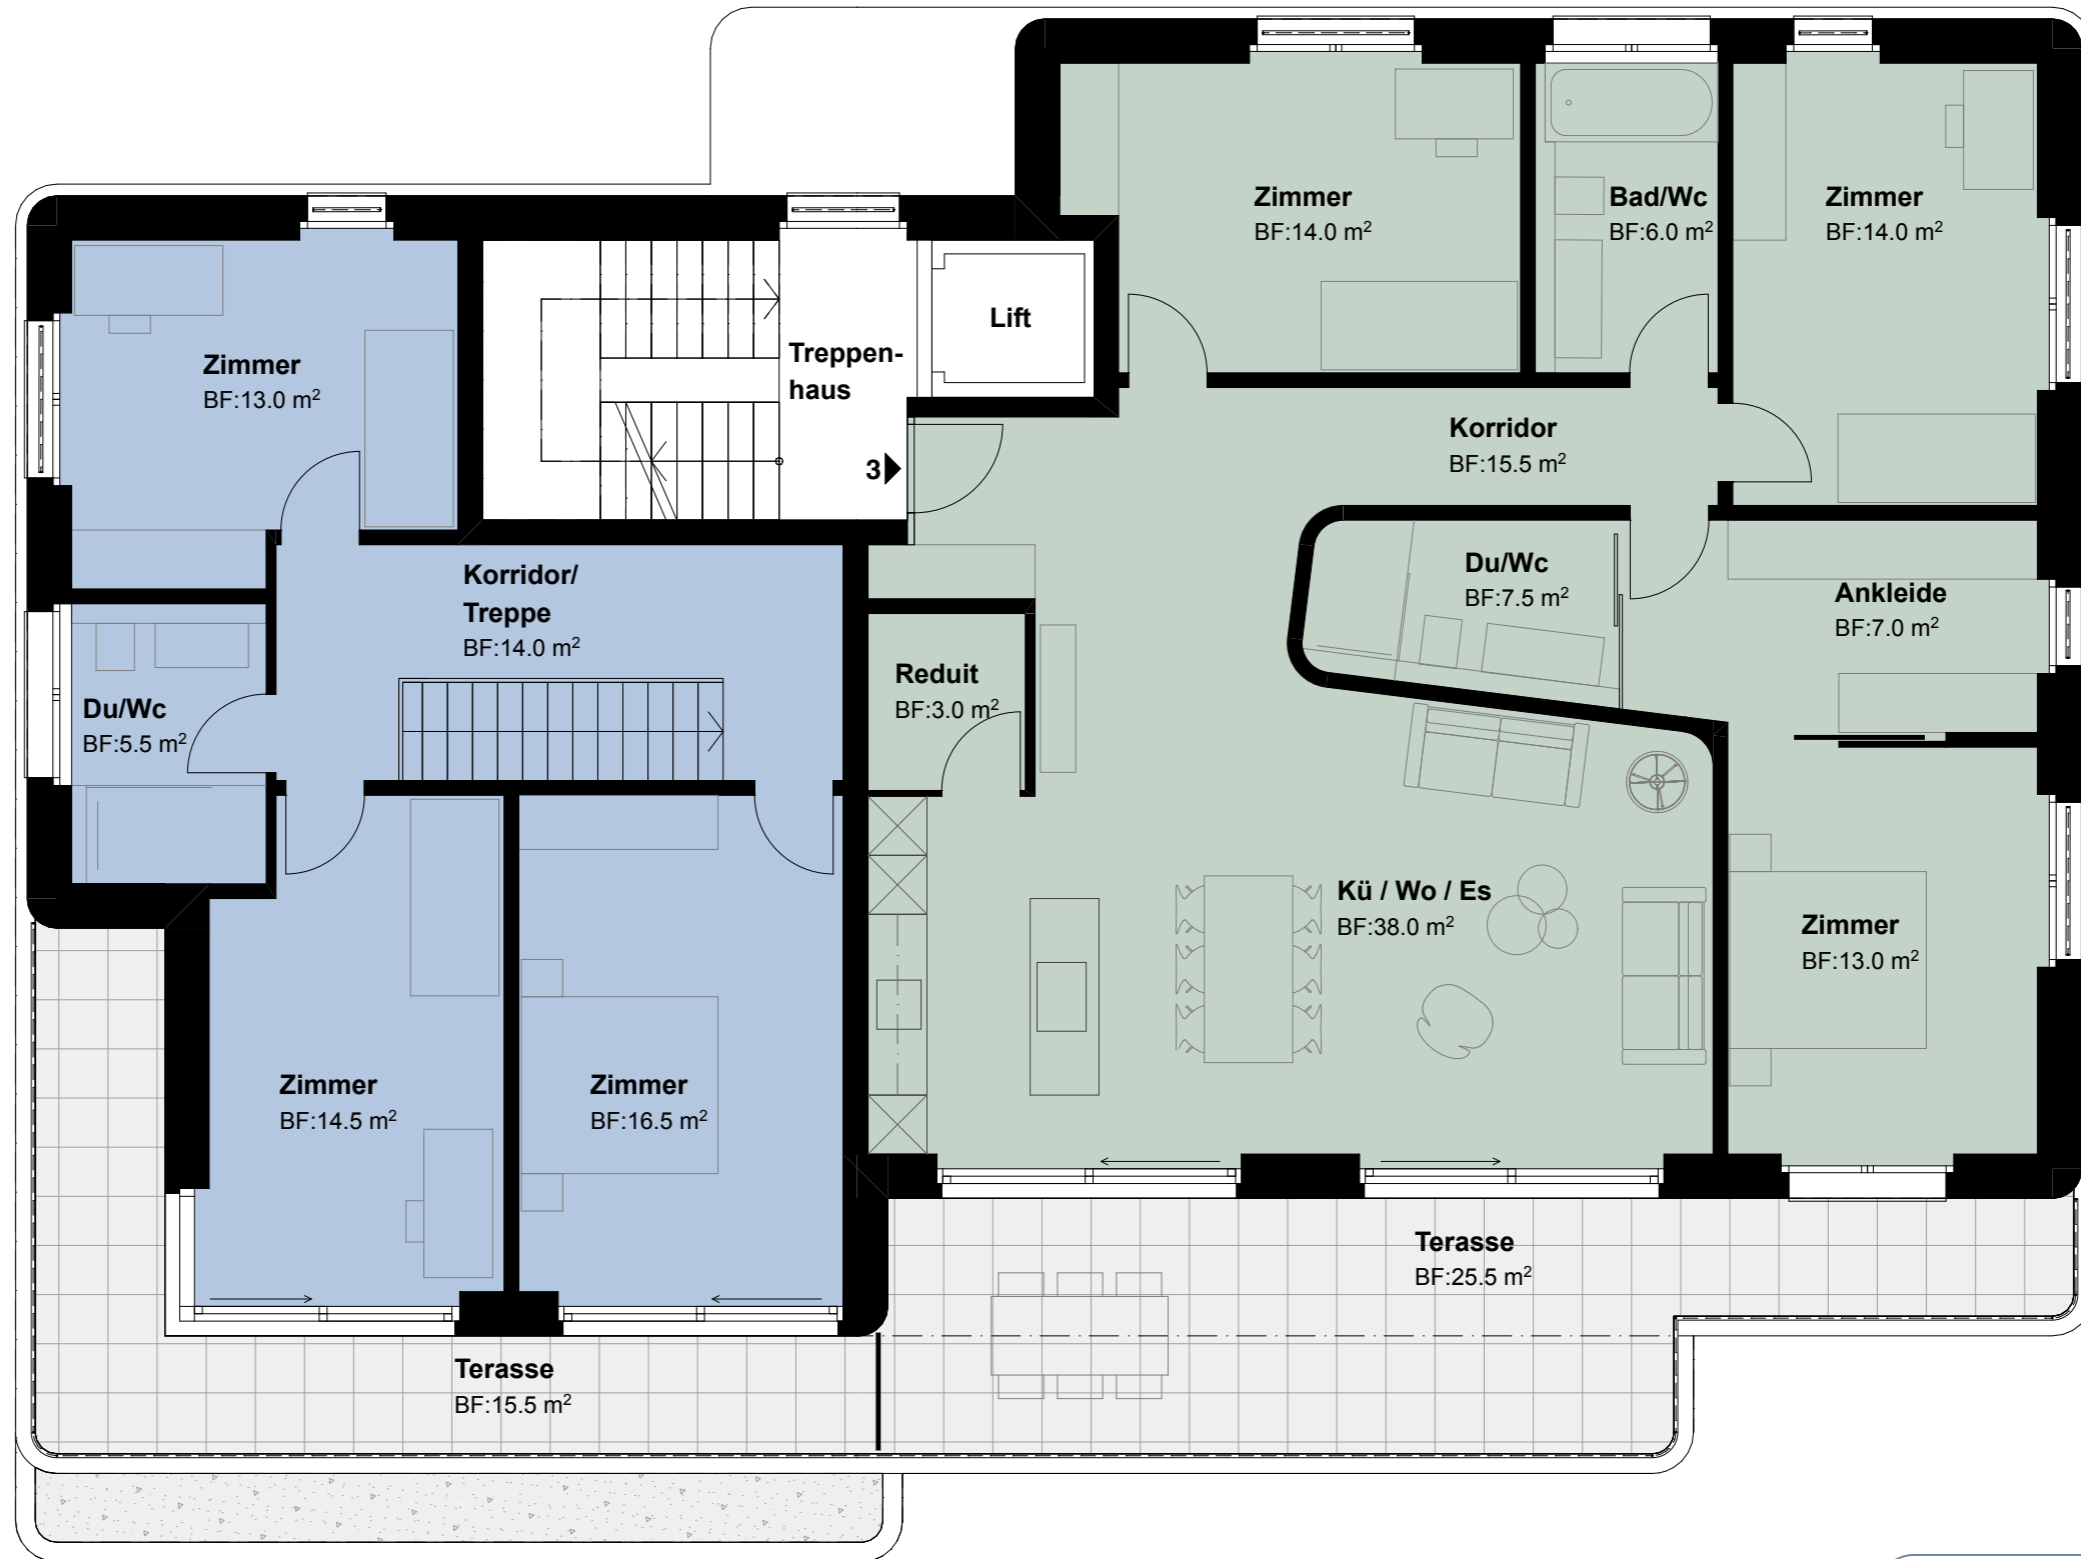 Zimmer
BF:14.0 m²
Bad/Wc
BF:6.0 m²
Zimmer
BF:14.0 m²
Lift
Treppen-
haus
Zimmer
BF:13.0 m²
3
Korridor
BF:15.5 m²
Korridor/
Treppe
BF:14.0 m²
Du/Wc
BF:7.5 m²
Ankleide
BF:7.0 m²
Reduit
BF:3.0 m²
Du/Wc
BF:5.5 m²
Kü / Wo / Es
BF:38.0 m²
Zimmer
BF:13.0 m²
Zimmer
BF:14.5 m²
Zimmer
BF:16.5 m²
Terasse
BF:25.5 m²
Terasse
BF:15.5 m²